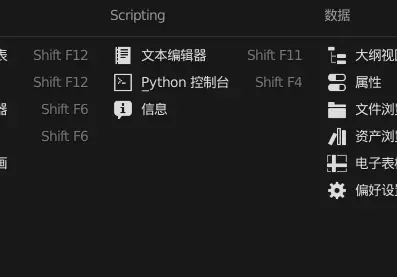 Scripting 数据
表 Shift F12 文本编辑器 Shift F11 大纲视图
Shift F12 Python 控制台 Shift F4 属性
器 Shift F6 信息 文件浏
Shift F6 资产浏
画 电子表
偏好设